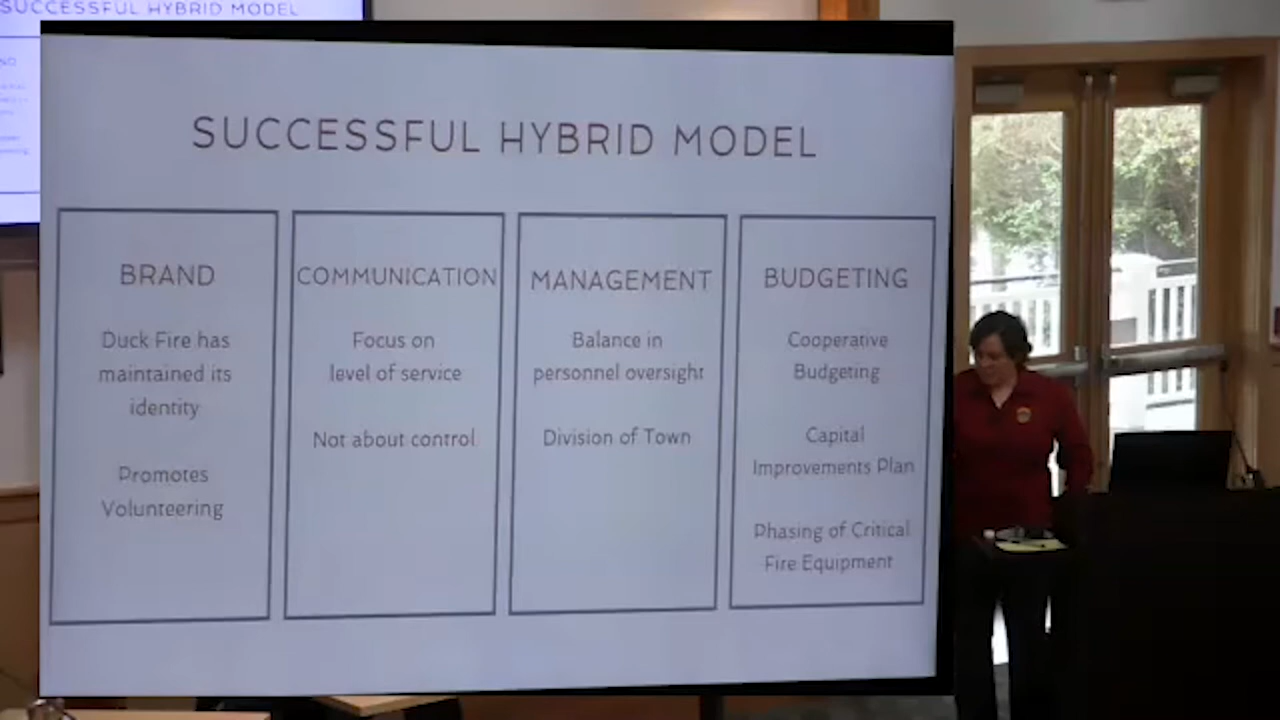 SUCCESSFUL HYBRID MODEL
SUCCESSFUL HYBRID MODEL
BRAND
Duck Fire has
maintained its
identity
Promotes
Volunteering
COMMUNICATION
Focus on
level of service
Not about control
MANAGEMENT
Balance in
personnel oversight
Division of Town
BUDGETING
Cooperative
Budgeting
Capital
Improvements Plan
Phasing of Critical
Fire Equipment